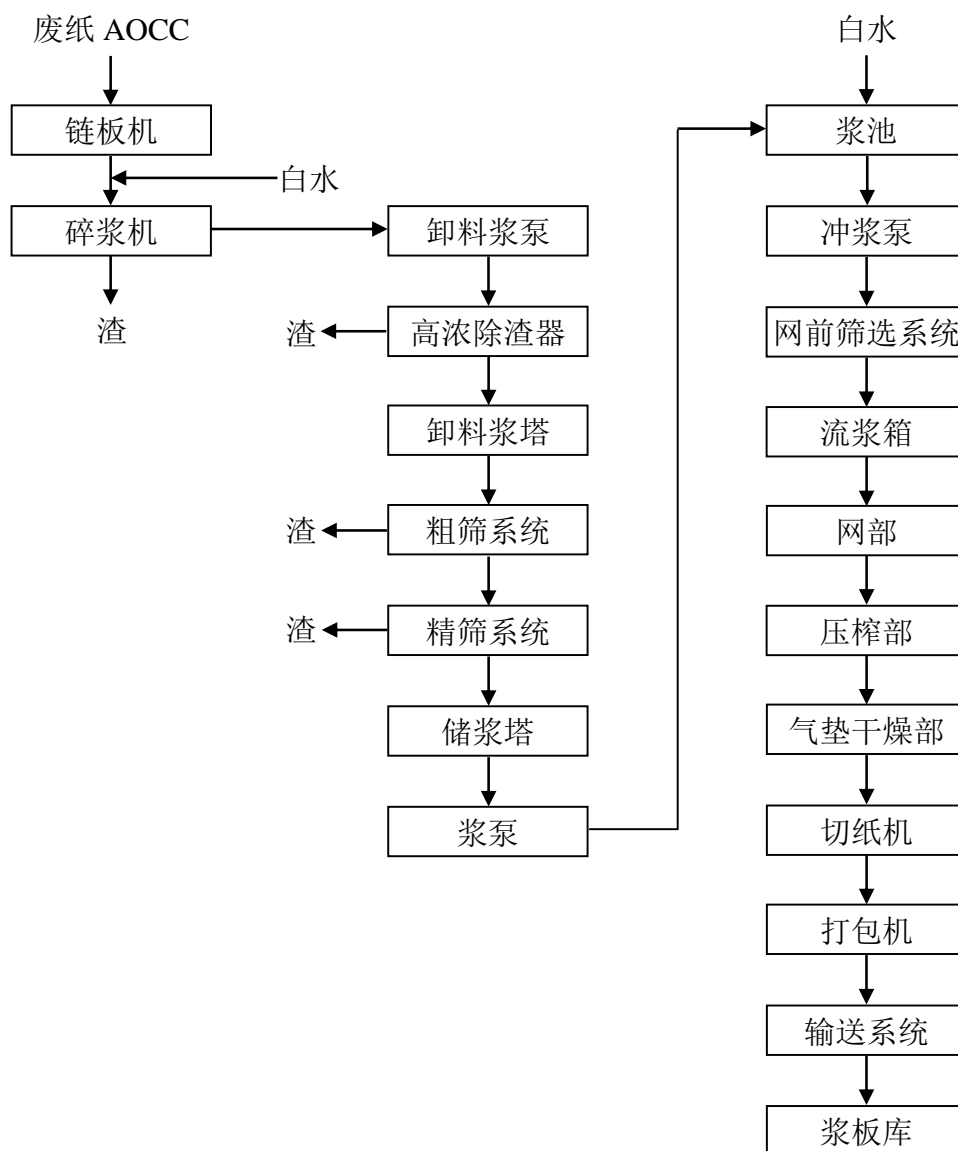 废纸 AOCC
链板机
白水
碎浆机
渣
卸料浆泵
渣
高浓除渣器
卸料浆塔
渣
粗筛系统
渣
精筛系统
储浆塔
浆泵
白水
浆池
冲浆泵
网前筛选系统
流浆箱
网部
压榨部
气垫干燥部
切纸机
打包机
输送系统
浆板库